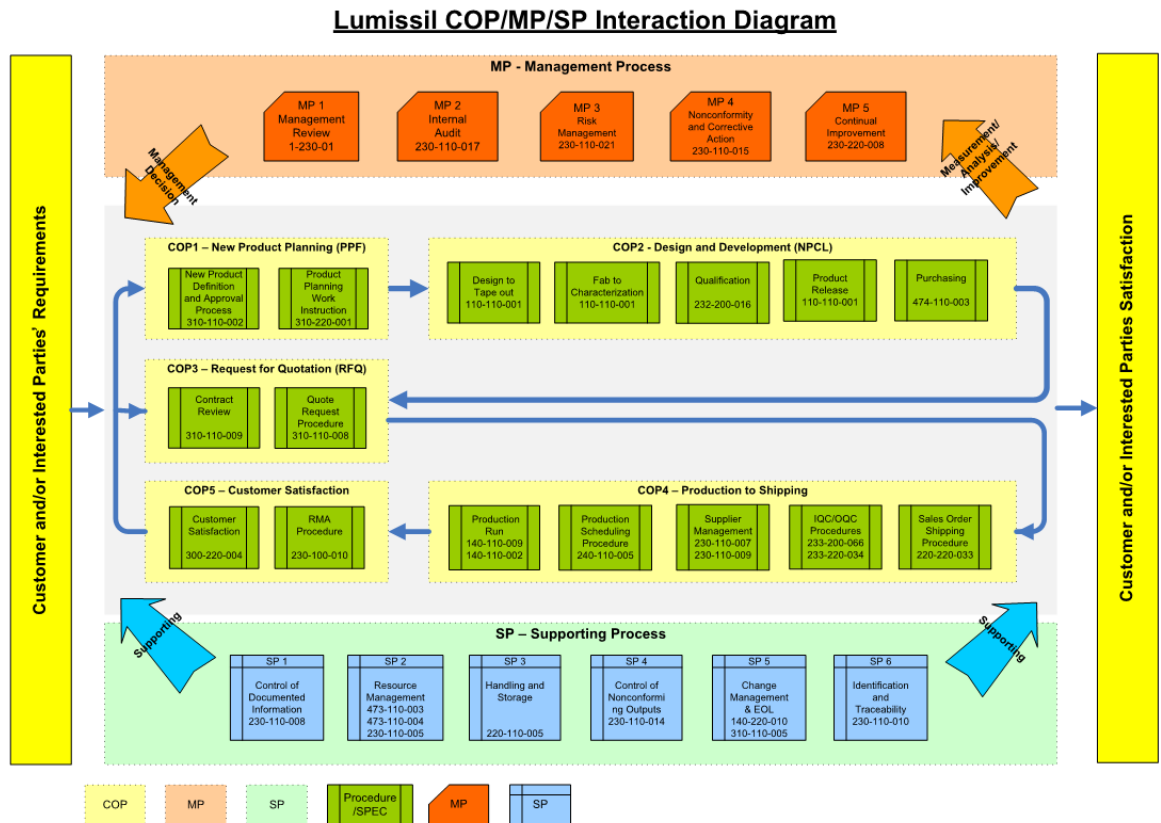 Lumissil COP/MP/SP Interaction Diagram
Customer and/or Interested Parties' Requirements
MP - Management Process
MP 1
Management
Review
1-230-01
MP 2
Internal
Audit
230-110-017
MP 3
Risk
Management
230-110-021
MP 4
Nonconformity
and Corrective
Action
230-110-015
MP 5
Continual
Improvement
230-220-008
Management
Decision
Measurement/
Analysis/
Improvement
COP1 – New Product Planning (PPF)
New Product
Definition
and Approval
Process
310-110-002
Product
Planning
Work
Instruction
310-220-001
COP2 - Design and Development (NPCL)
Design to
Tape out
110-110-001
Fab to
Characterization
110-110-001
Qualification
232-200-016
Product
Release
110-110-001
Purchasing
474-110-003
COP3 – Request for Quotation (RFQ)
Contract
Review
310-110-009
Quote
Request
Procedure
310-110-008
COP5 – Customer Satisfaction
Customer
Satisfaction
300-220-004
RMA
Procedure
230-100-010
COP4 – Production to Shipping
Production
Run
140-110-009
140-110-002
Production
Scheduling
Procedure
240-110-005
Supplier
Management
230-110-007
230-110-009
IQC/OQC
Procedures
233-200-066
233-220-034
Sales Order
Shipping
Procedure
220-220-033
Customer and/or Interested Parties Satisfaction
Supporting
Supporting
SP – Supporting Process
SP 1
Control of
Documented
Information
230-110-008
SP 2
Resource
Management
473-110-003
473-110-004
230-110-005
SP 3
Handling and
Storage
220-110-005
SP 4
Control of
Nonconformi
ng Outputs
230-110-014
SP 5
Change
Management
& EOL
140-220-010
310-110-005
SP 6
Identification
and
Traceability
230-110-010
COP
MP
SP
Procedure
/SPEC
MP
SP